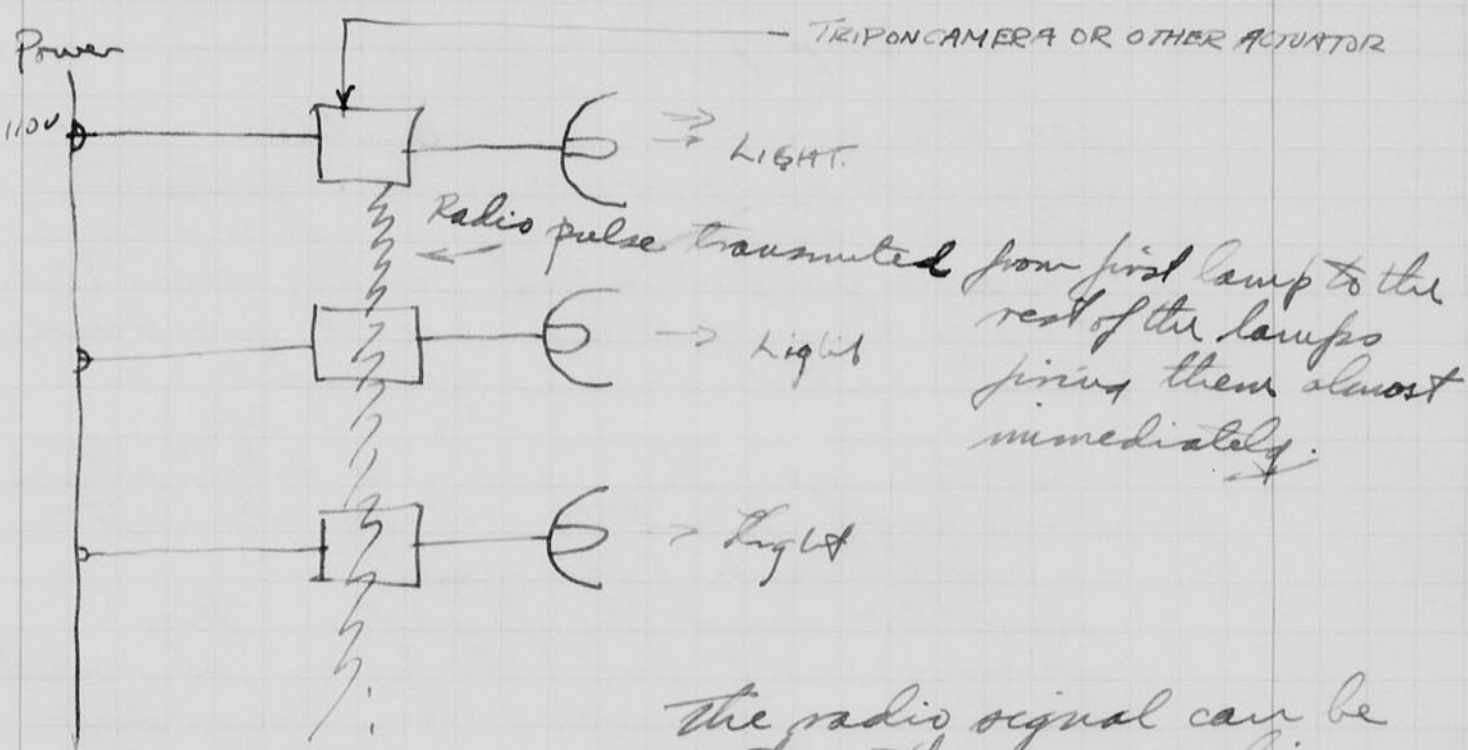 TRIP ON CAMERA OR OTHER ACTUATOR
Power
110V
LIGHT.
Radio pulse transmitted from first lamp to the
rest of the lamps
firing them almost
immediately.
Light
Light
The radio signal can be